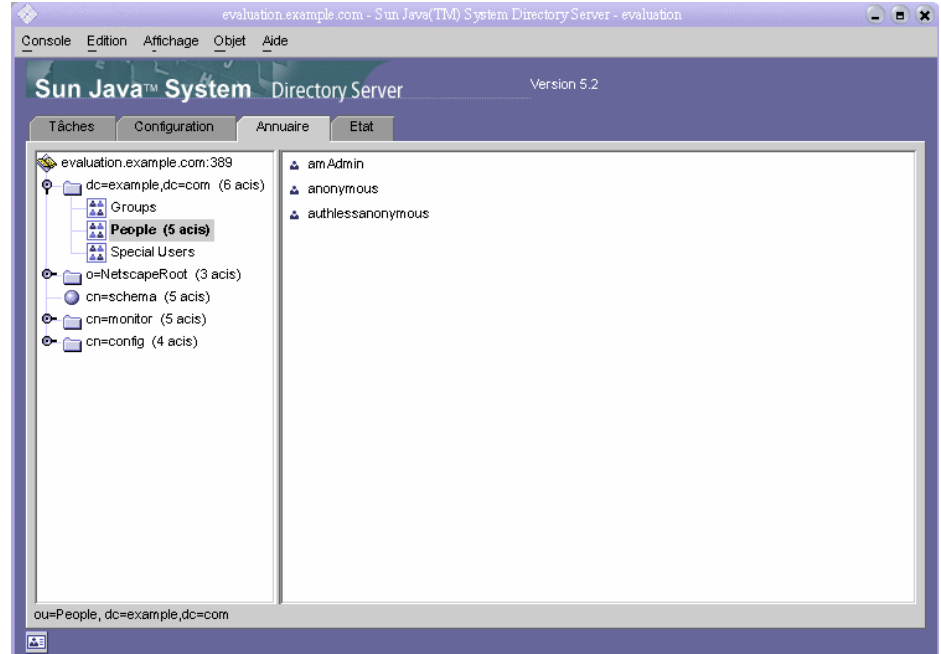 evaluation.example.com - Sun Java(TM) System Directory Server - evaluation
Console Edition Affichage Objet Aide
Sun Java™ System Directory Server Version 5.2
Tâches Configuration Annuaire Etat
evaluation.example.com:389
dc=example,dc=com (6 acis)
Groups
People (5 acis)
Special Users
o=NetscapeRoot (3 acis)
cn=schema (5 acis)
cn=monitor (5 acis)
cn=config (4 acis)
amAdmin
anonymous
authlessanonymous
ou=People, dc=example,dc=com